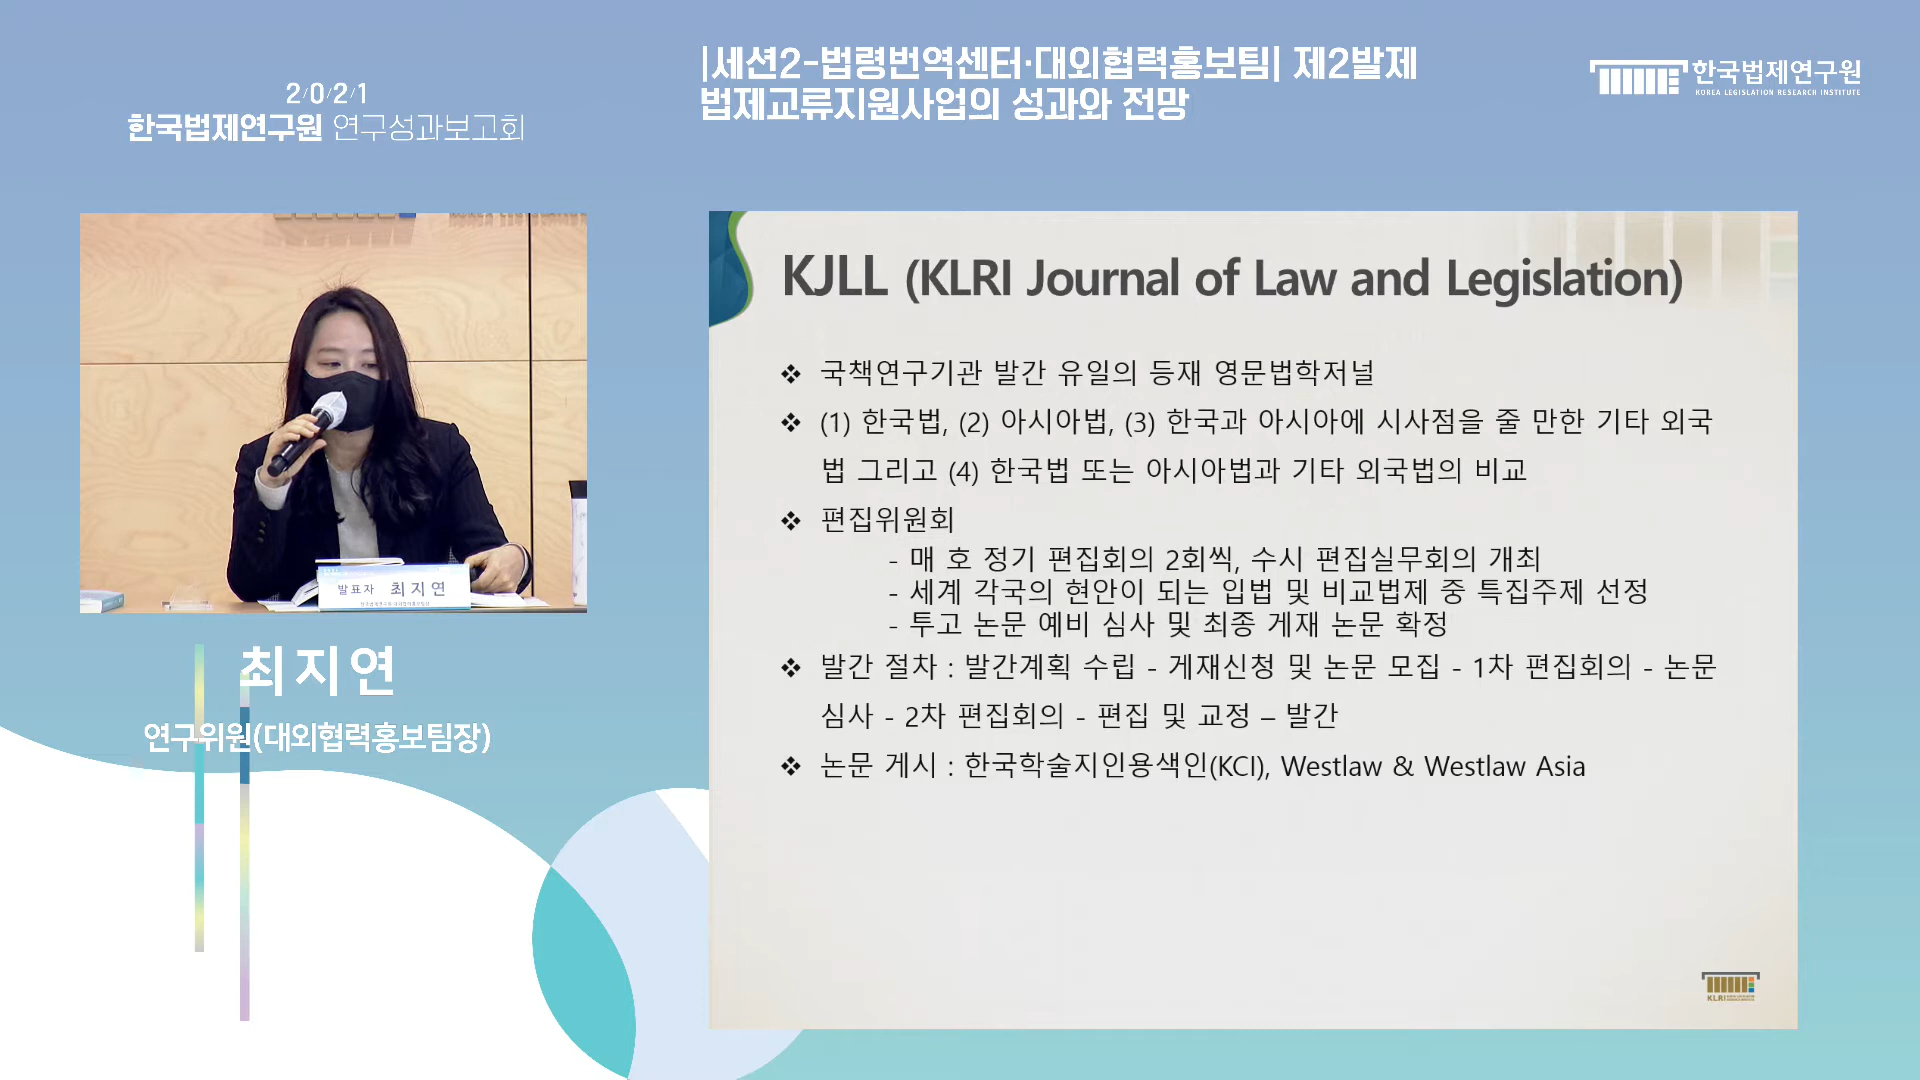 2/0/2/1
한국법제연구원 연구성과보고회
|세션2-법령번역센터·대외협력홍보팀| 제2발제
법제교류지원사업의 성과와 전망
한국법제연구원
KOREA LEGISLATION RESEARCH INSTITUTE
발표자 최지연
최지연
연구위원(대외협력홍보팀장)
KJLL (KLRI Journal of Law and Legislation)
❖ 국책연구기관 발간 유일의 등재 영문법학저널
❖ (1) 한국법, (2) 아시아법, (3) 한국과 아시아에 시사점을 줄 만한 기타 외국
법 그리고 (4) 한국법 또는 아시아법과 기타 외국법의 비교
❖ 편집위원회
- 매 호 정기 편집회의 2회씩, 수시 편집실무회의 개최
- 세계 각국의 현안이 되는 입법 및 비교법제 중 특집주제 선정
- 투고 논문 예비 심사 및 최종 게재 논문 확정
❖ 발간 절차 : 발간계획 수립 - 게재신청 및 논문 모집 - 1차 편집회의 - 논문
심사 - 2차 편집회의 - 편집 및 교정 – 발간
❖ 논문 게시 : 한국학술지인용색인(KCI), Westlaw & Westlaw Asia
KLRI